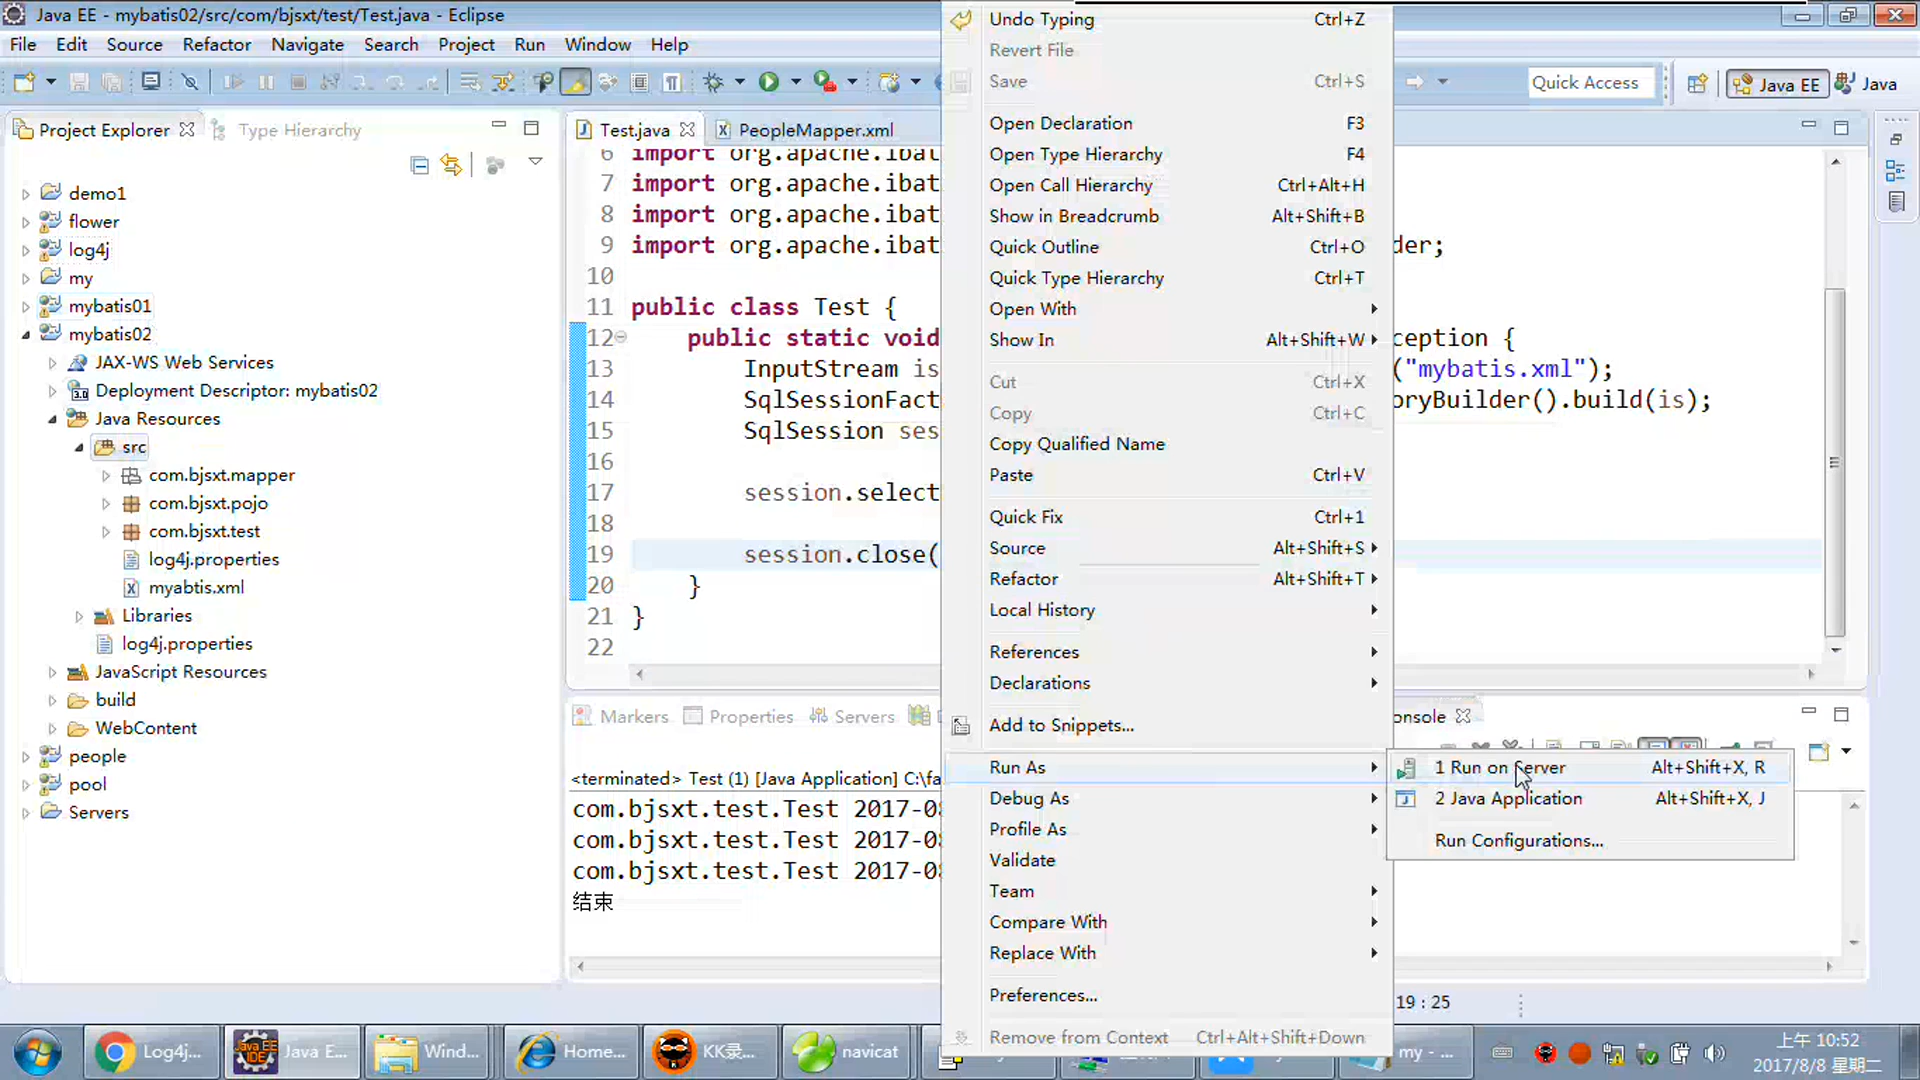 Java EE - mybatis02/src/com/bjsxt/test/Test.java - Eclipse
File Edit Source Refactor Navigate Search Project Run Window Help
Quick Access
Java EE
Java
Project Explorer
Type Hierarchy
demo1
flower
log4j
my
mybatis01
mybatis02
JAX-WS Web Services
Deployment Descriptor: mybatis02
Java Resources
src
com.bjsxt.mapper
com.bjsxt.pojo
com.bjsxt.test
log4j.properties
myabtis.xml
Libraries
log4j.properties
JavaScript Resources
build
WebContent
people
pool
Servers
Test.java
PeopleMapper.xml
6 import org.apache.ibat
7 import org.apache.ibat
8 import org.apache.ibat
9 import org.apache.ibat der;
10
11 public class Test {
12 public static void ception {
13 InputStream is ("mybatis.xml");
14 SqlSessionFact oryBuilder().build(is);
15 SqlSession ses
16
17 session.select
18
19 session.close(
20 }
21 }
22
Markers Properties Servers onsole
<terminated> Test (1) [Java Application] C:\fa
com.bjsxt.test.Test 2017-08
com.bjsxt.test.Test 2017-08
com.bjsxt.test.Test 2017-08
结束
Undo Typing Ctrl+Z
Revert File
Save Ctrl+S
Open Declaration F3
Open Type Hierarchy F4
Open Call Hierarchy Ctrl+Alt+H
Show in Breadcrumb Alt+Shift+B
Quick Outline Ctrl+O
Quick Type Hierarchy Ctrl+T
Open With
Show In Alt+Shift+W
Cut Ctrl+X
Copy Ctrl+C
Copy Qualified Name
Paste Ctrl+V
Quick Fix Ctrl+1
Source Alt+Shift+S
Refactor Alt+Shift+T
Local History
References
Declarations
Add to Snippets...
Run As
Debug As
Profile As
Validate
Team
Compare With
Replace With
Preferences...
Remove from Context Ctrl+Alt+Shift+Down
1 Run on Server Alt+Shift+X, R
2 Java Application Alt+Shift+X, J
Run Configurations...
19 : 25
Log4j...
Java E...
Wind...
Home...
KK录...
navicat
my - ...
上午 10:52
2017/8/8 星期二